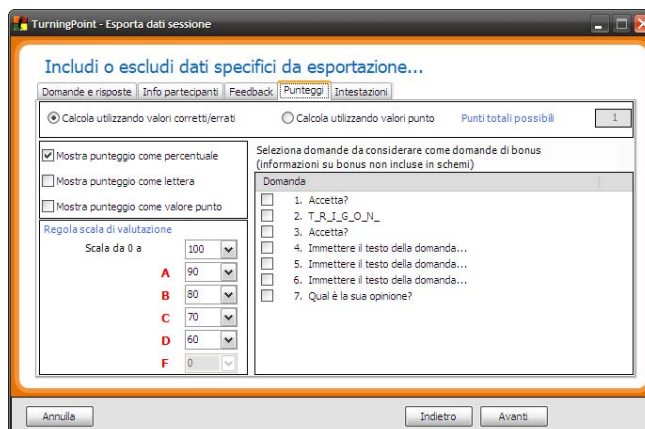 TurningPoint - Esporta dati sessione
Includi o escludi dati specifici da esportazione...
Domande e risposte Info partecipanti Feedback Punteggi Intestazioni
Calcola utilizzando valori corretti/errati Calcola utilizzando valori punto Punti totali possibili 1
Mostra punteggio come percentuale
Mostra punteggio come lettera
Mostra punteggio come valore punto
Regola scala di valutazione
Scala da 0 a 100
A 90
B 80
C 70
D 60
F 0
Seleziona domande da considerare come domande di bonus
(informazioni su bonus non incluse in schemi)
Domanda
1. Accetta?
2. T_R_I_G_O_N_
3. Accetta?
4. Immettere il testo della domanda...
5. Immettere il testo della domanda...
6. Immettere il testo della domanda...
7. Qual è la sua opinione?
Annulla Indietro Avanti